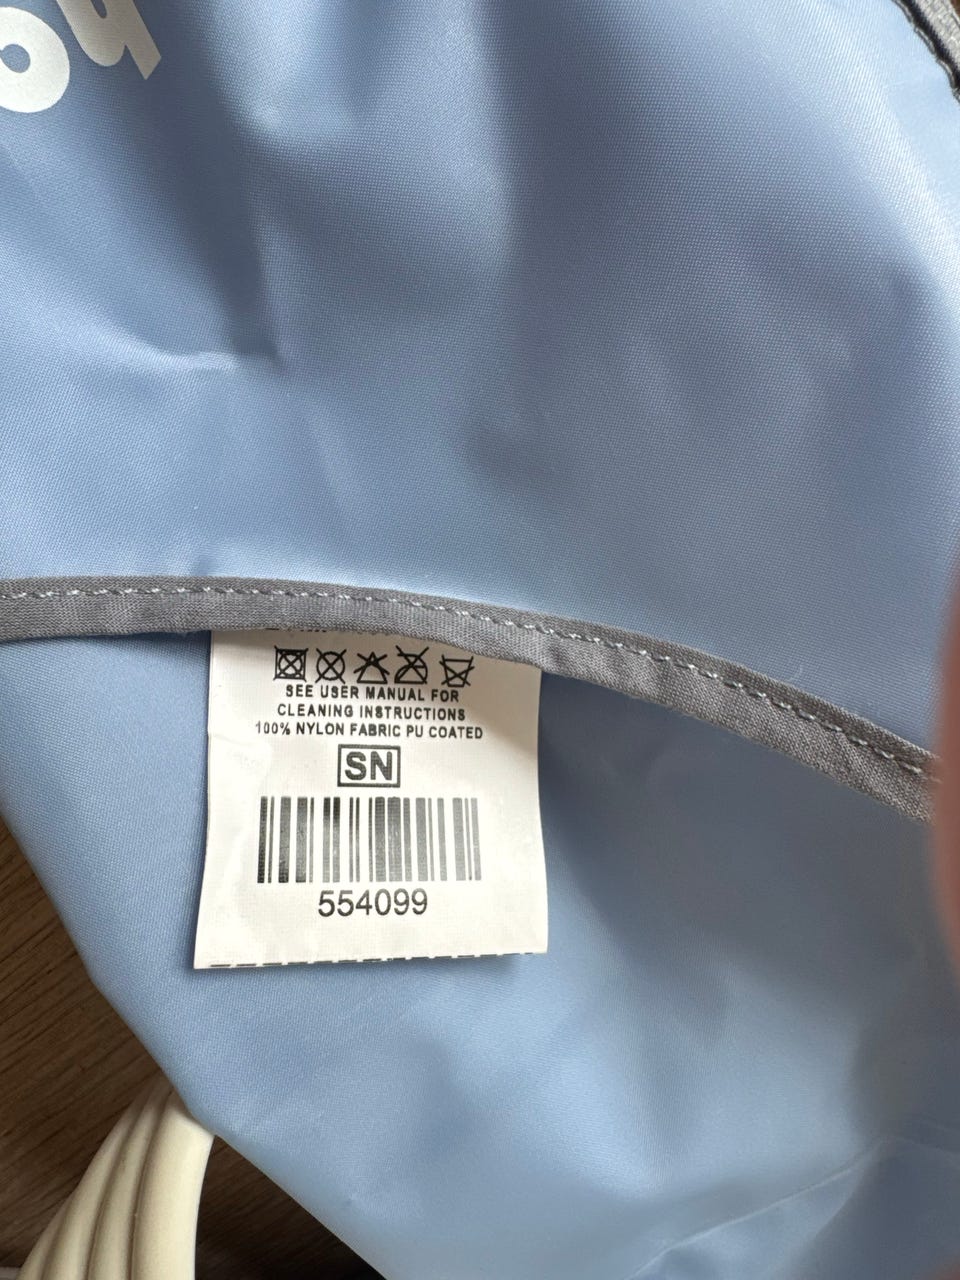 SEE USER MANUAL FOR
CLEANING INSTRUCTIONS
100% NYLON FABRIC PU COATED
SN
554099